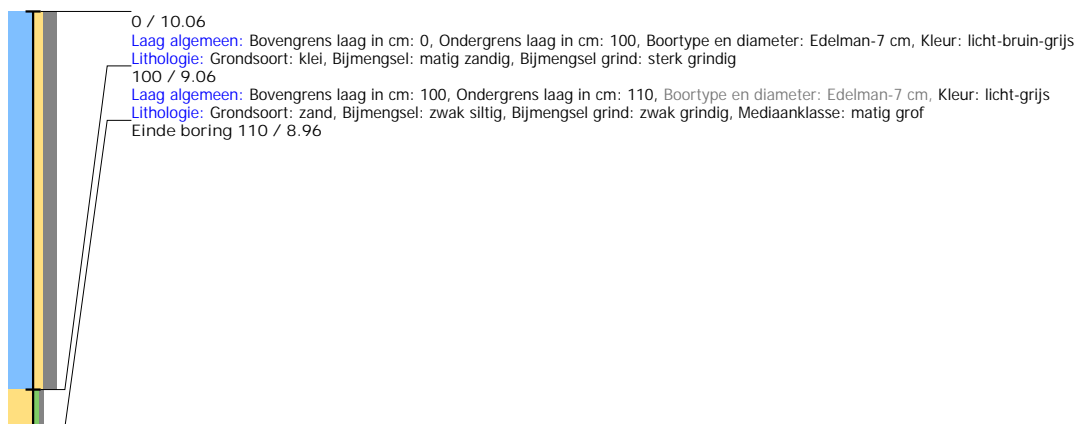 0 / 10.06
Laag algemeen: Bovengrens laag in cm: 0, Ondergrens laag in cm: 100, Boortype en diameter: Edelman-7 cm, Kleur: licht-bruin-grijs
Lithologie: Grondsoort: klei, Bijmengsel: matig zandig, Bijmengsel grind: sterk grindig
100 / 9.06
Laag algemeen: Bovengrens laag in cm: 100, Ondergrens laag in cm: 110, Boortype en diameter: Edelman-7 cm, Kleur: licht-grijs
Lithologie: Grondsoort: zand, Bijmengsel: zwak siltig, Bijmengsel grind: zwak grindig, Mediaanklasse: matig grof
Einde boring 110 / 8.96